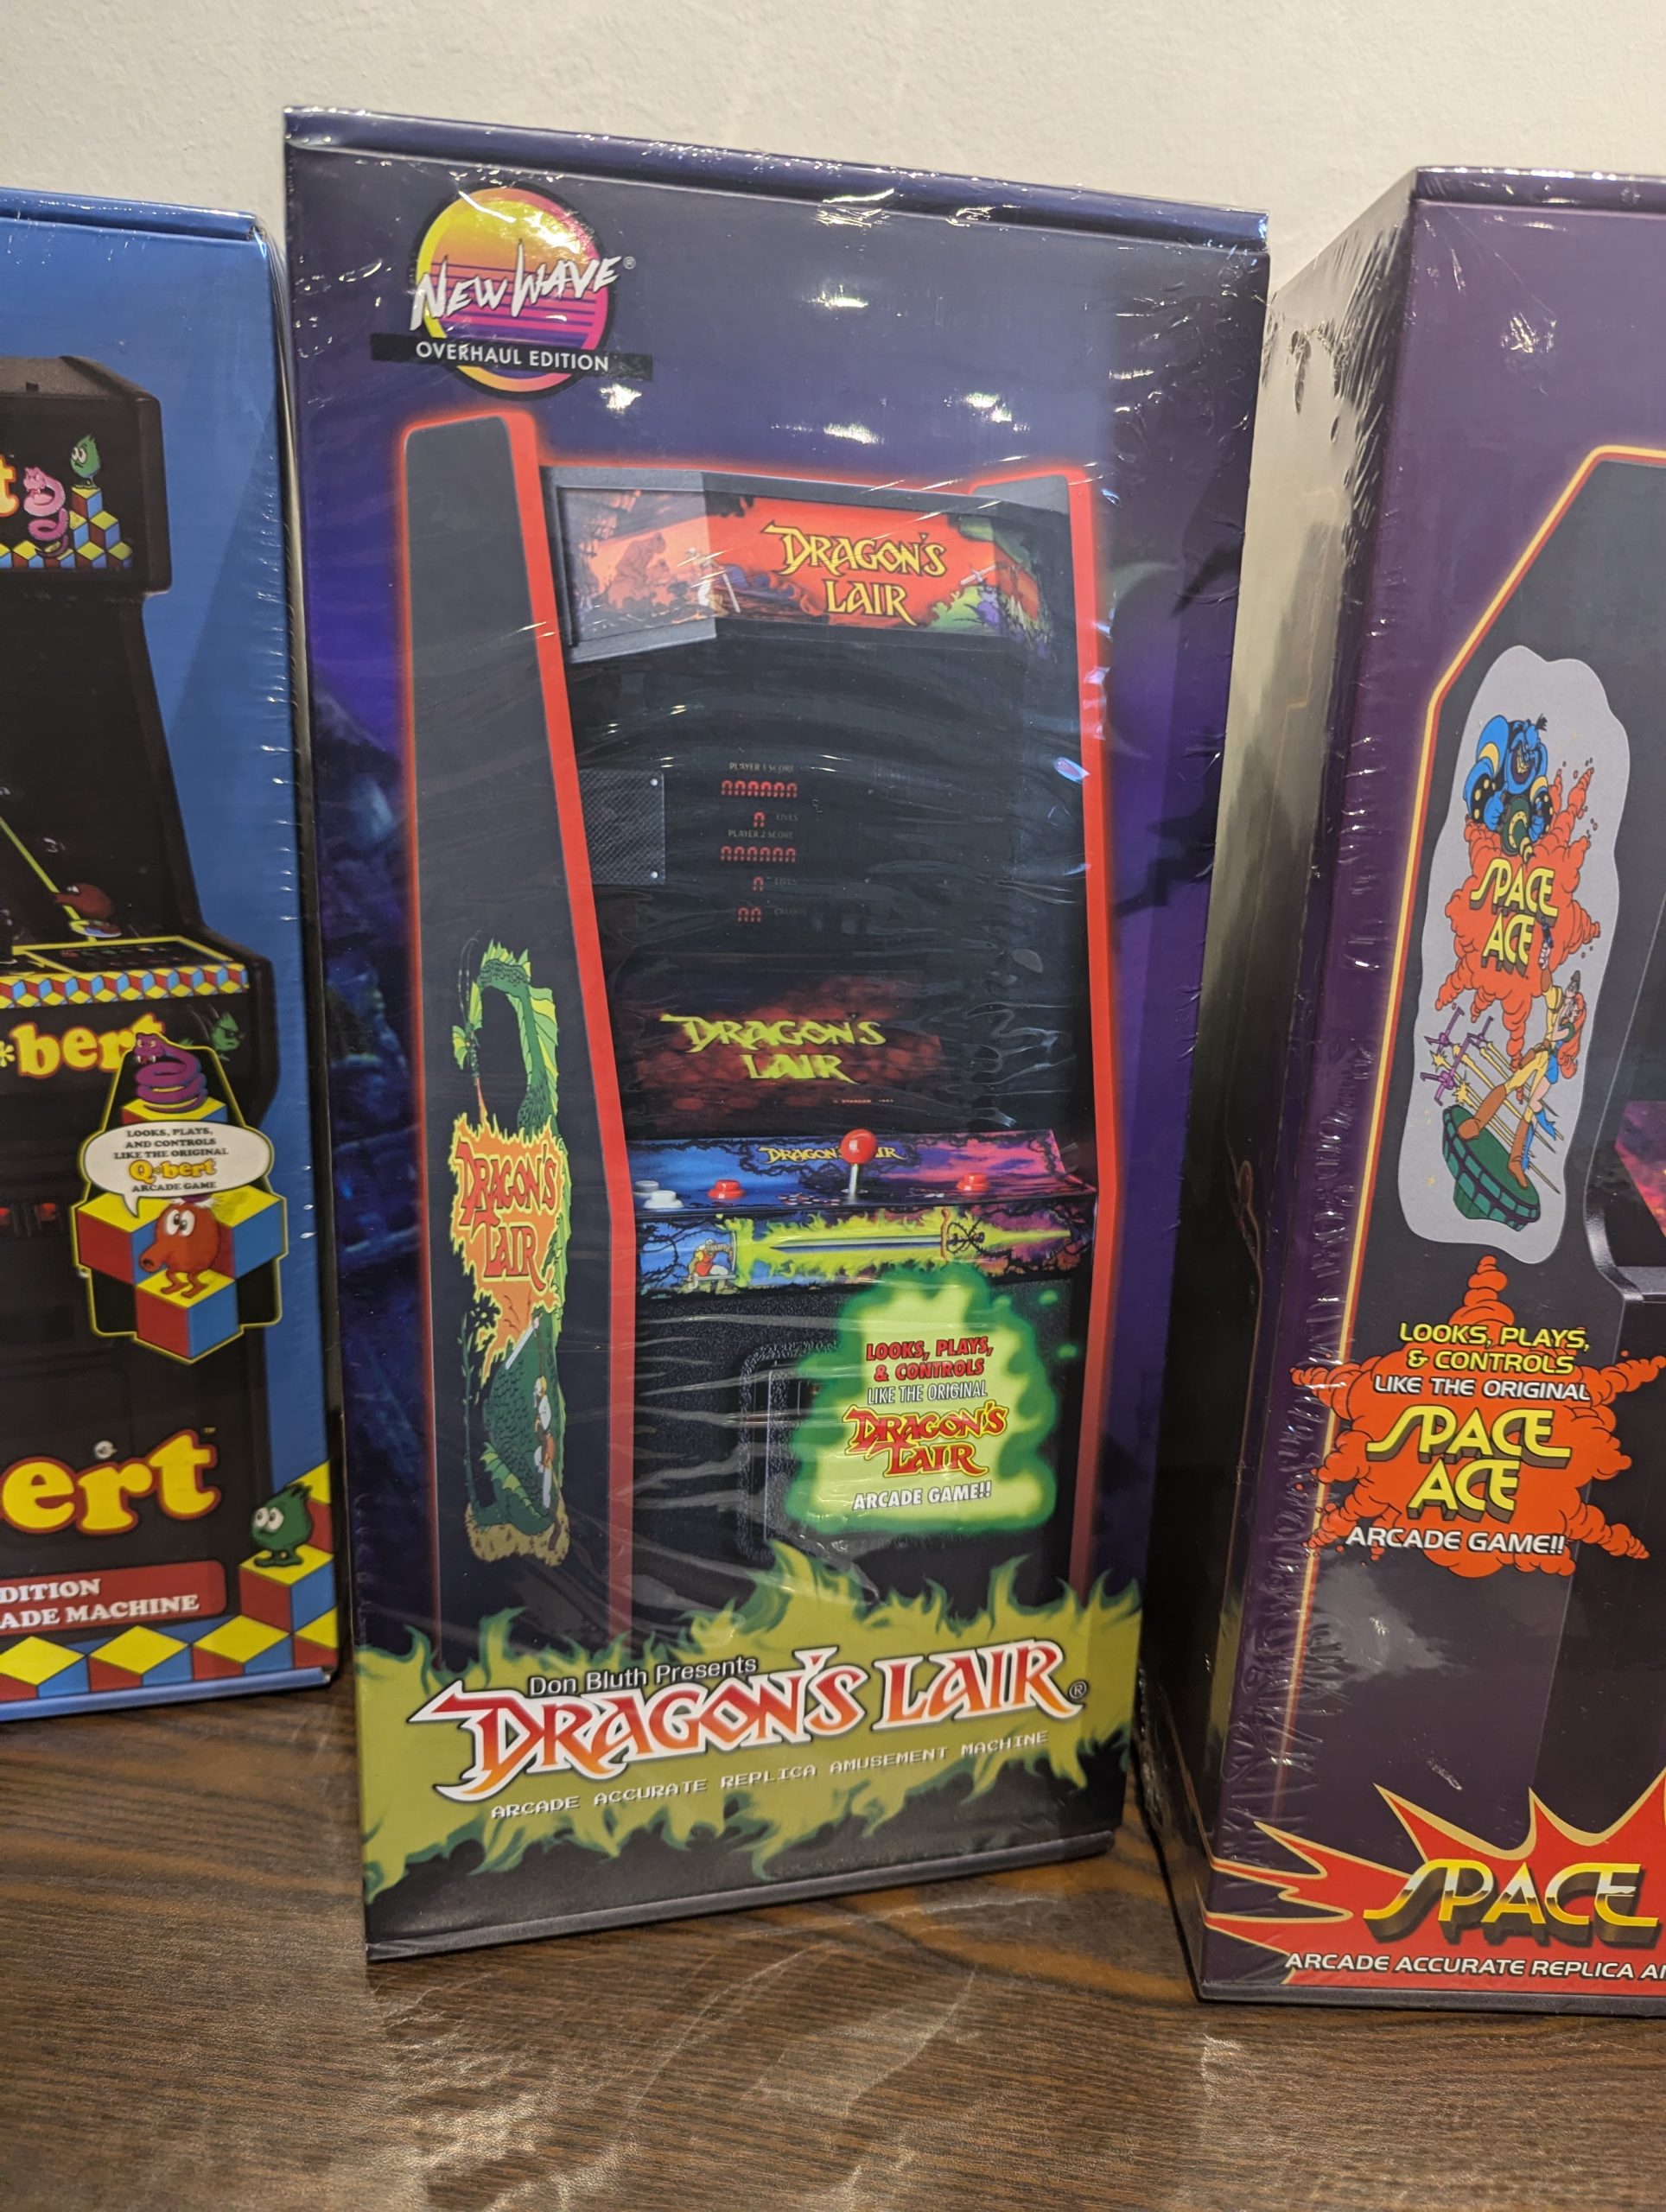 NEW WAVE®
OVERHAUL EDITION
DRAGON'S
LAIR
PLAYER 1 SCORE
LIVES
PLAYER 2 SCORE
LIVES
DRAGON'S
LAIR
DRAGON'S LAIR
DRAGON'S
LAIR
LOOKS, PLAYS,
& CONTROLS
LIKE THE ORIGINAL
DRAGON'S
LAIR
ARCADE GAME!!
Don Bluth Presents
DRAGON'S LAIR®
ARCADE ACCURATE REPLICA AMUSEMENT MACHINE
t
*bert
LOOKS, PLAYS,
AND CONTROLS
LIKE THE ORIGINAL
Q*bert
ARCADE GAME
ert™
DITION
ADE MACHINE
SPACE
ACE
LOOKS, PLAYS,
& CONTROLS
LIKE THE ORIGINAL
SPACE
ACE
ARCADE GAME!!
SPACE
ARCADE ACCURATE REPLICA A